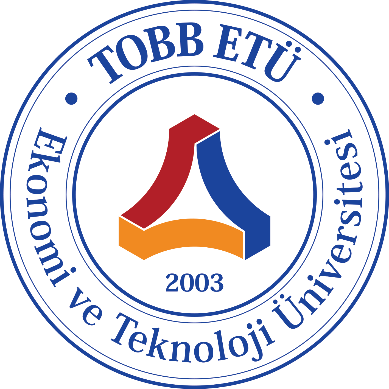 TOBB ETÜ
Ekonomi ve Teknoloji Üniversitesi
2003